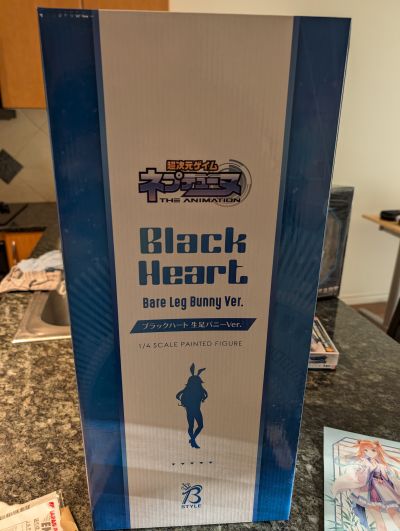 超次元ゲイム
ネプテューヌ
THE ANIMATION
Black
Heart
Bare Leg Bunny Ver.
ブラックハート 生足バニーVer.
1/4 SCALE PAINTED FIGURE
B
STYLE